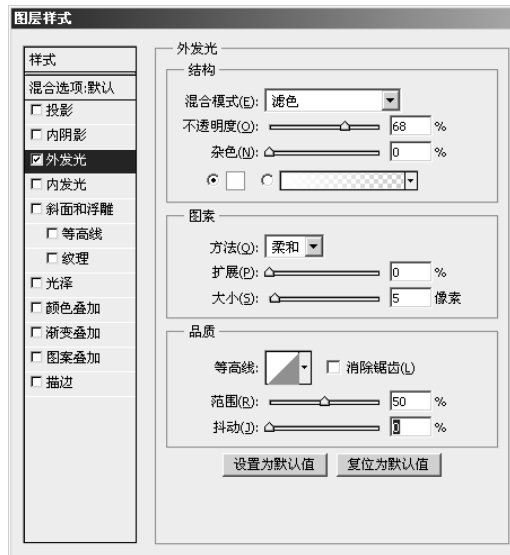 图层样式
样式
混合选项:默认
投影
内阴影
外发光
内发光
斜面和浮雕
等高线
纹理
光泽
颜色叠加
渐变叠加
图案叠加
描边
外发光
结构
混合模式(E): 滤色
不透明度(O): 68 %
杂色(N): 0 %
图素
方法(Q): 柔和
扩展(P): 0 %
大小(S): 5 像素
品质
等高线: 消除锯齿(L)
范围(R): 50 %
抖动(J): 0 %
设置为默认值 复位为默认值